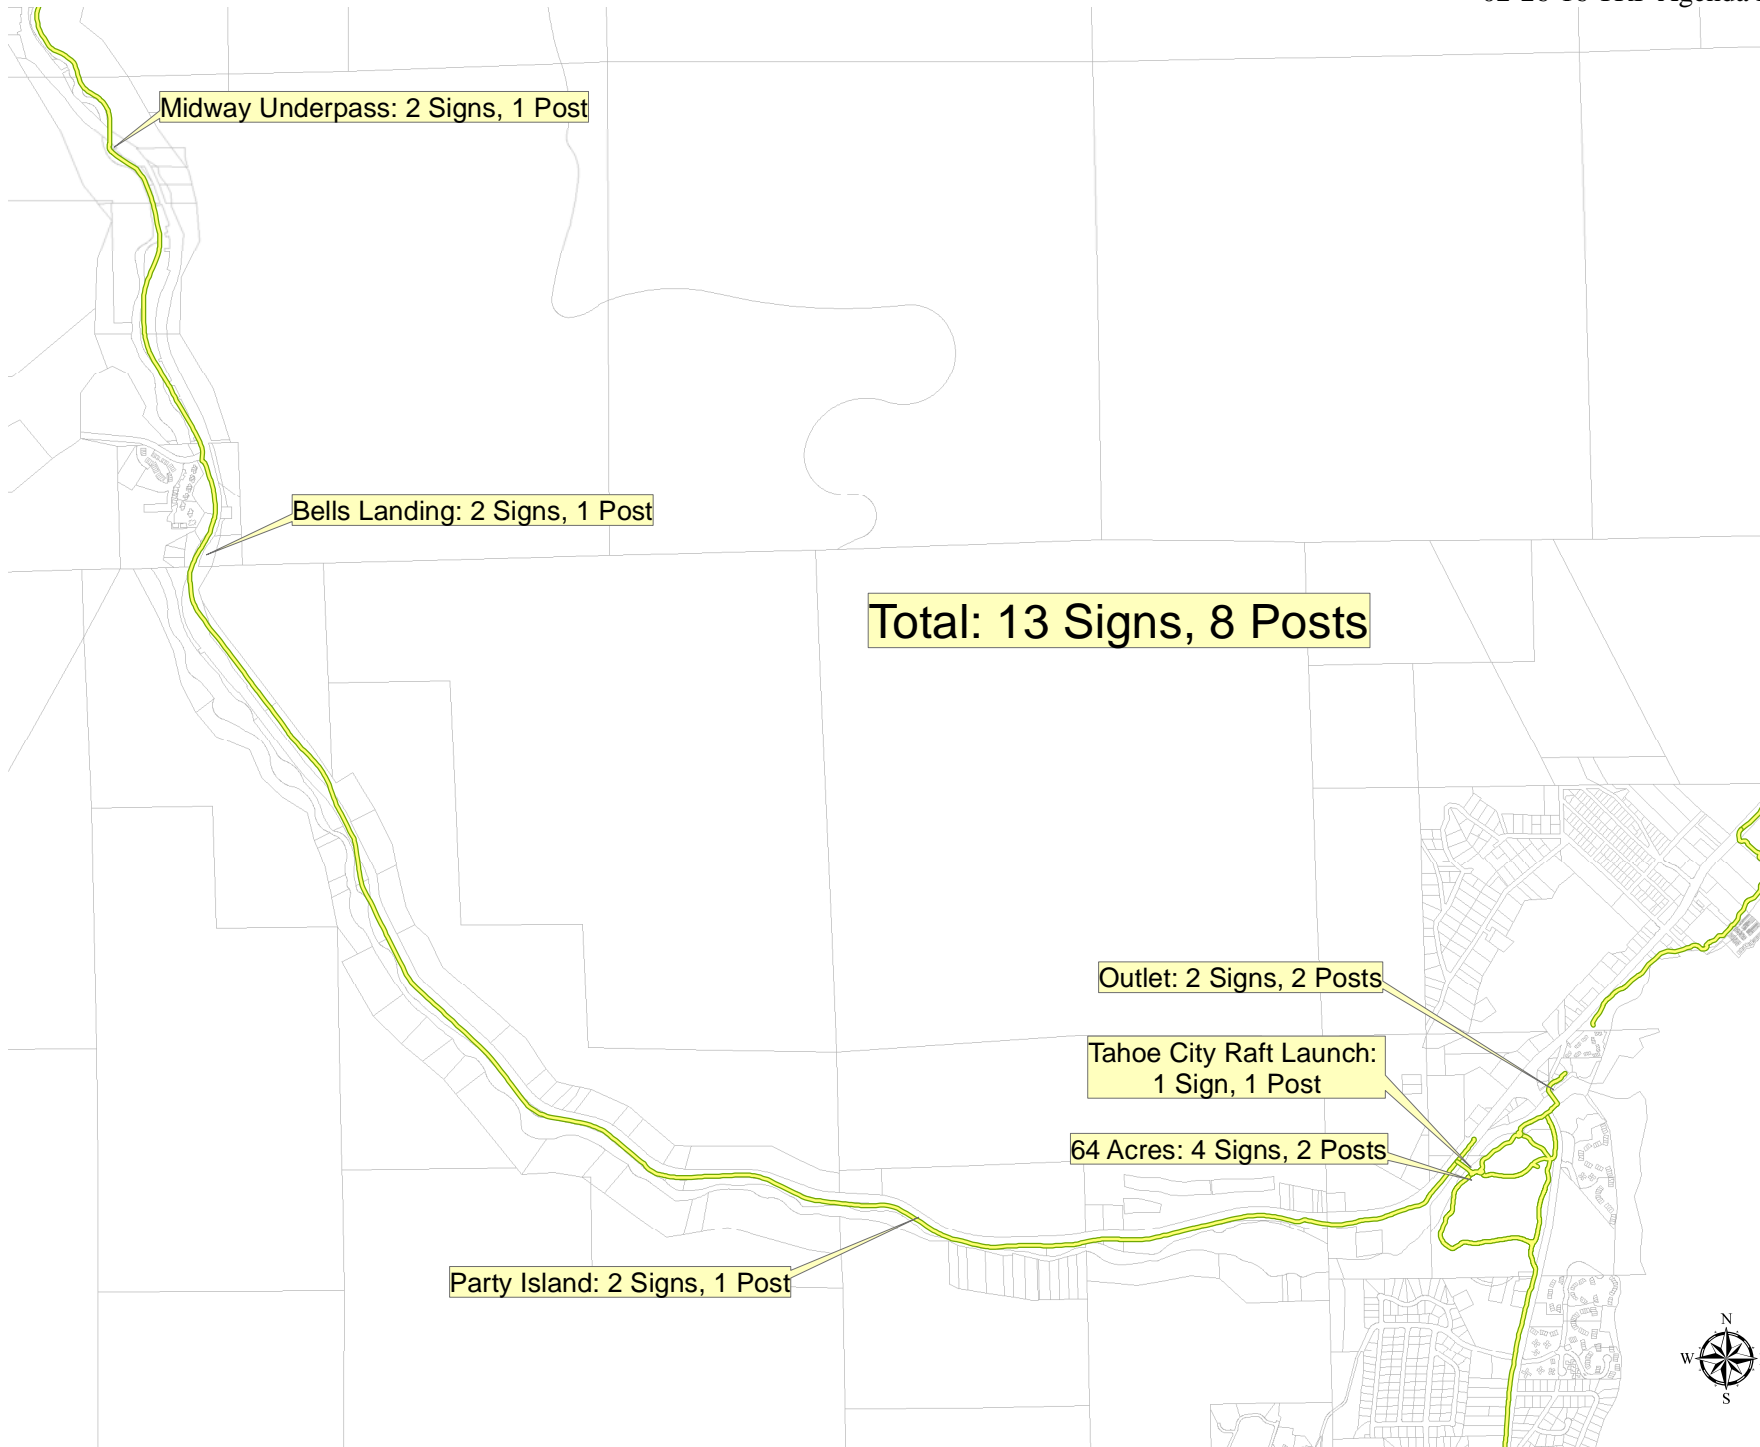 Midway Underpass: 2 Signs, 1 Post
Bells Landing: 2 Signs, 1 Post
Total: 13 Signs, 8 Posts
Outlet: 2 Signs, 2 Posts
Tahoe City Raft Launch:
1 Sign, 1 Post
64 Acres: 4 Signs, 2 Posts
Party Island: 2 Signs, 1 Post
N
W
S